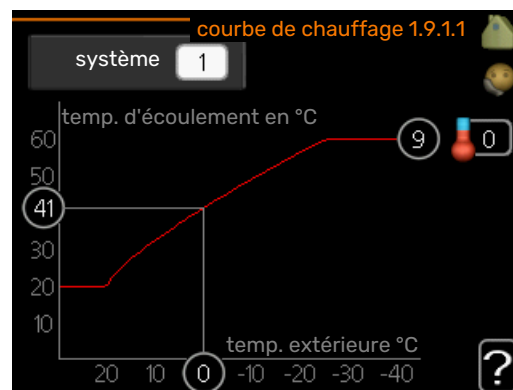 courbe de chauffage 1.9.1.1
système 1
temp. d'écoulement en °C
60
9
0
50
41
30
20
10
temp. extérieure °C
20 10 0 -10 -20 -30 -40
?